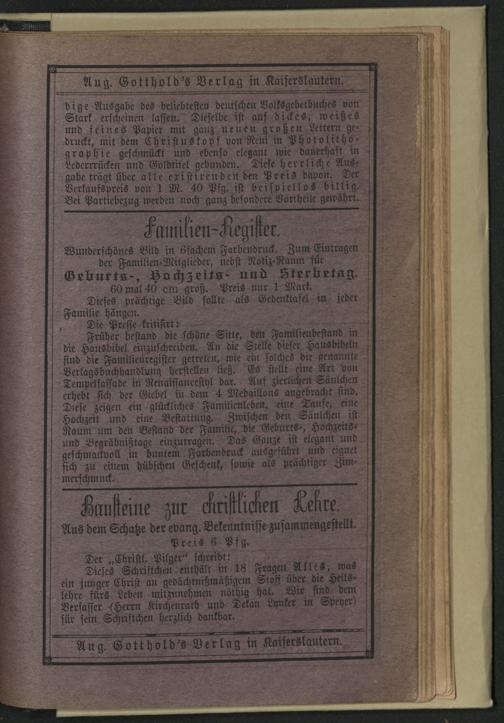 Aug. Gotthold's Verlag in Kaiserslautern.
dige Ausgabe des beliebtesten deutschen Volksgebetbuches von
Stark erscheinen lassen. Dieselbe ist auf dickes, weißes
und feines Papier mit ganz neuen großen Lettern ge-
druckt, mit dem Christuskopf von Reni in Photolitho-
graphie geschmückt und ebenso elegant wie dauerhaft in
Lederrücken und Goldtitel gebunden. Diese herrliche Aus-
gabe trägt über alle existirenden den Preis davon. Der
Verkaufspreis von 1 M. 40 Pfg. ist beispiellos billig.
Bei Partiebezug werden noch ganz besondere Vortheile gewährt.
Familien-Register.
Wunderschönes Bild in 6fachem Farbendruck. Zum Eintragen
der Familien-Mitglieder, nebst Notiz-Raum für
Geburts-, Hochzeits- und Sterbetag.
60 mal 40 cm groß. Preis nur 1 Mark.
Dieses prächtige Bild sollte als Gedenktafel in jeder
Familie hängen.
Die Presse kritisirt:
Früher bestand die schöne Sitte, den Familienbestand in
die Hausbibel einzuschreiben. An die Stelle dieser Hausbibeln
sind die Familienregister getreten, wie ein solches die genannte
Verlagsbuchhandlung herstellen ließ. Es stellt eine Art von
Tempelfassade in Renaissancestyl dar. Auf zierlichen Säulchen
erhebt sich der Giebel in dem 4 Medaillons angebracht sind.
Diese zeigen ein glückliches Familienleben, eine Taufe, eine
Hochzeit und eine Bestattung. Zwischen den Säulchen ist
Raum um den Bestand der Familie, die Geburts-, Hochzeits-
und Begräbnißtage einzutragen. Das Ganze ist elegant und
geschmackvoll in buntem Farbendruck ausgeführt und eignet
sich zu einem hübschen Geschenk, sowie als prächtiger Zim-
merschmuck.
Bausteine zur christlichen Lehre.
Aus dem Schatze der evang. Bekenntnisse zusammengestellt.
Preis 6 Pfg.
Der „Christl. Pilger“ schreibt:
Dieses Schriftchen enthält in 18 Fragen Alles, was
ein junger Christ an gedächtnißmäßigem Stoff über die Heils-
lehre fürs Leben mitzunehmen nöthig hat. Wir sind dem
Verfasser (Herrn Kirchenrath und Dekan Lynker in Speyer)
für sein Schriftchen herzlich dankbar.
Aug. Gotthold's Verlag in Kaiserslautern.